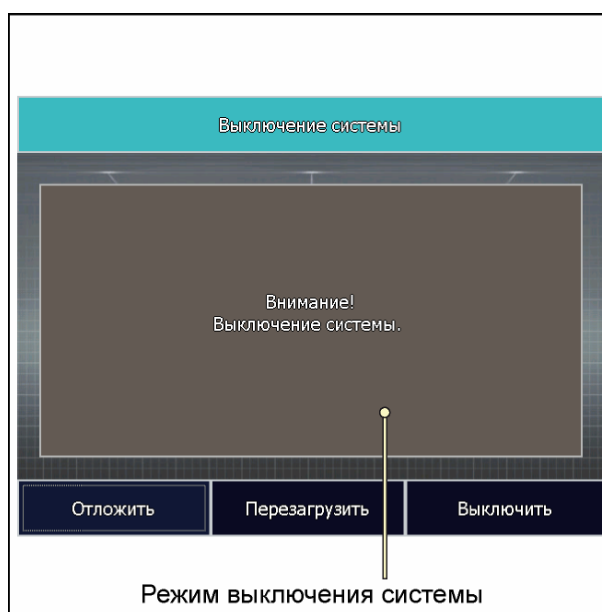 Выключение системы
Внимание!
Выключение системы.
Отложить
Перезагрузить
Выключить
Режим выключения системы